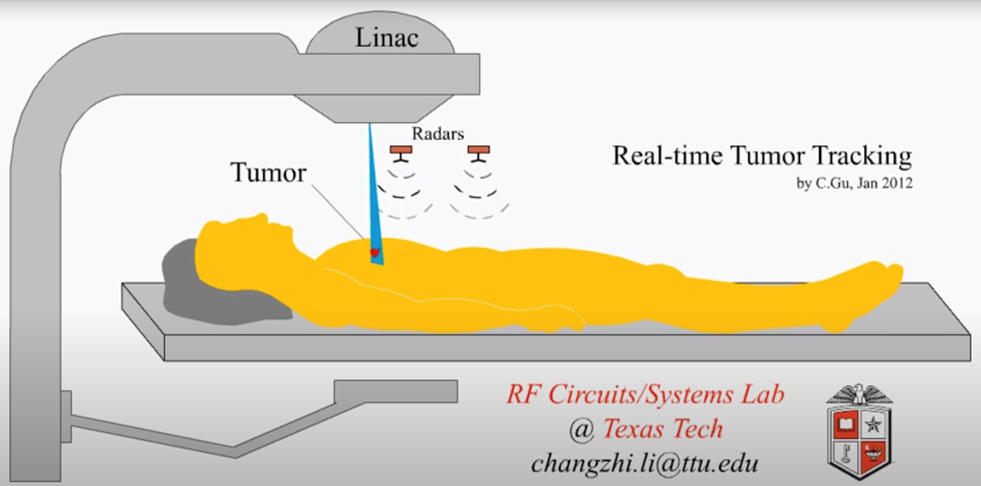 Linac
Radars
Tumor
Real-time Tumor Tracking
by C.Gu, Jan 2012
RF Circuits/Systems Lab
@ Texas Tech
changzhi.li@ttu.edu